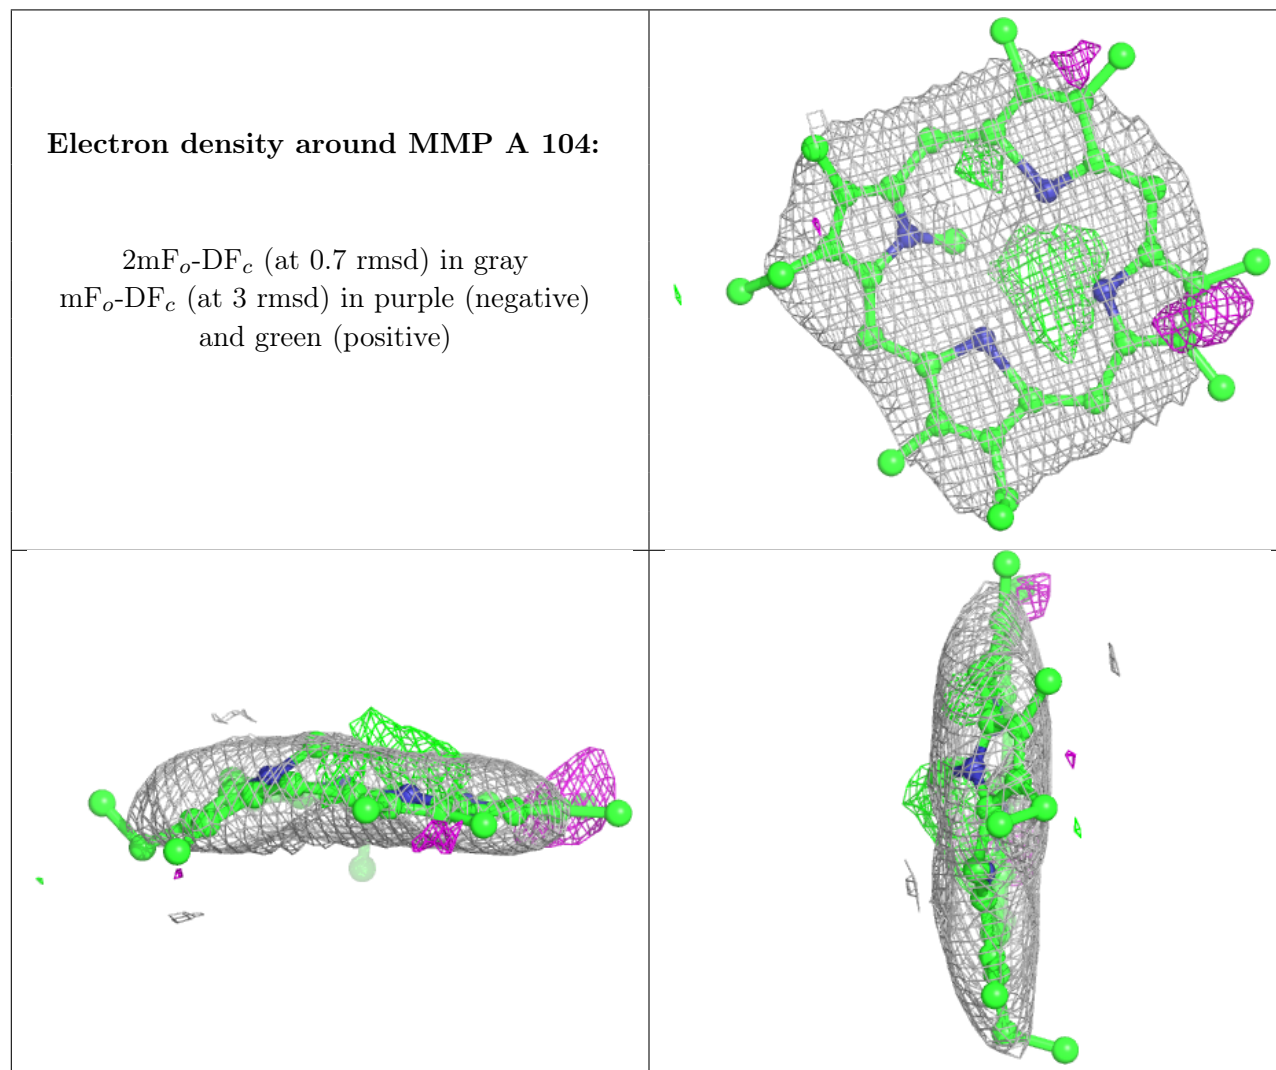 Electron density around MMP A 104:
2mFo-DFc (at 0.7 rmsd) in gray
mFo-DFc (at 3 rmsd) in purple (negative)
and green (positive)